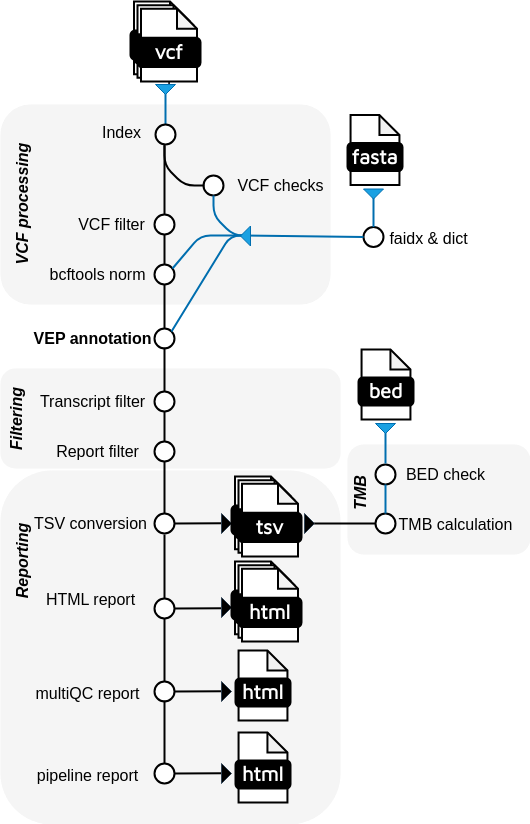 vcf
Index
VCF checks
fasta
VCF processing
VCF filter
faidx & dict
bcftools norm
VEP annotation
Filtering
Transcript filter
bed
Report filter
BED check
TMB
TSV conversion
tsv
TMB calculation
Reporting
HTML report
html
multiQC report
html
pipeline report
html